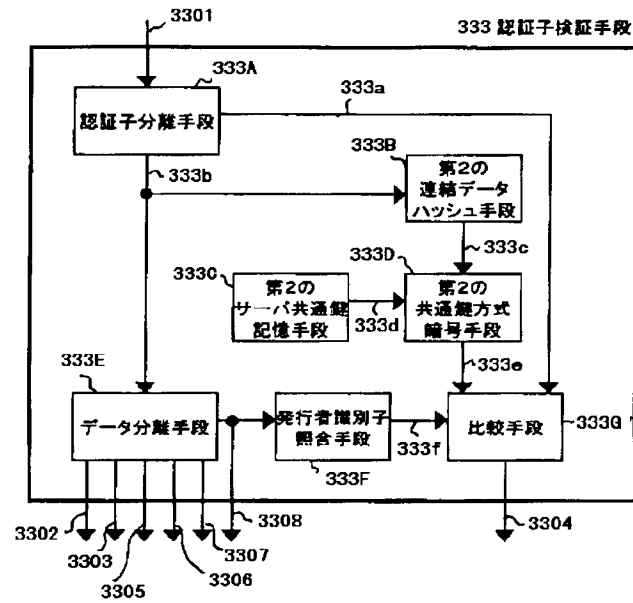 3301
333 認証子検証手段
333A
認証子分離手段
333a
333b
333B
第2の
連結データ
ハッシュ手段
333c
333C
第2の
サーバ共通鍵
記憶手段
333d
333D
第2の
共通鍵方式
暗号手段
333e
333E
データ分離手段
発行者識別子
照合手段
333F
333f
比較手段
333G
3302
3303
3305
3306
3307
3308
3304